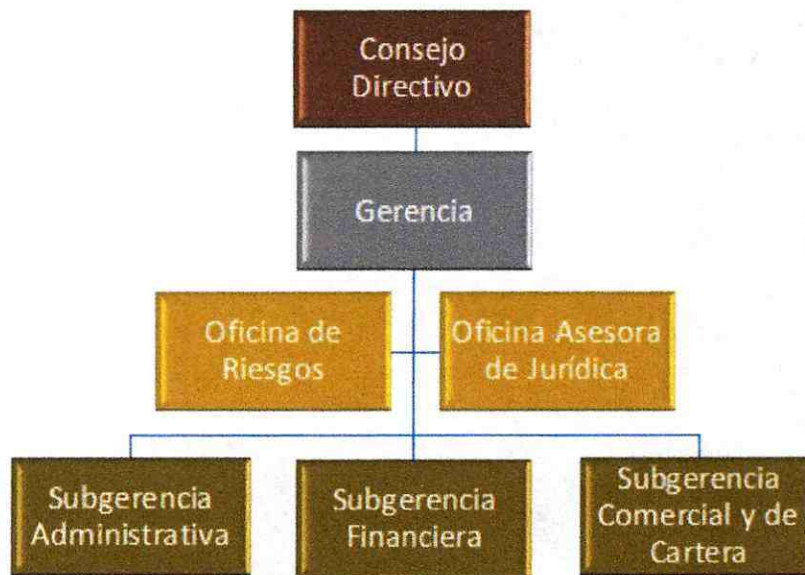 Consejo
Directivo
Gerencia
Oficina de
Riesgos
Oficina Asesora
de Jurídica
Subgerencia
Administrativa
Subgerencia
Financiera
Subgerencia
Comercial y de
Cartera